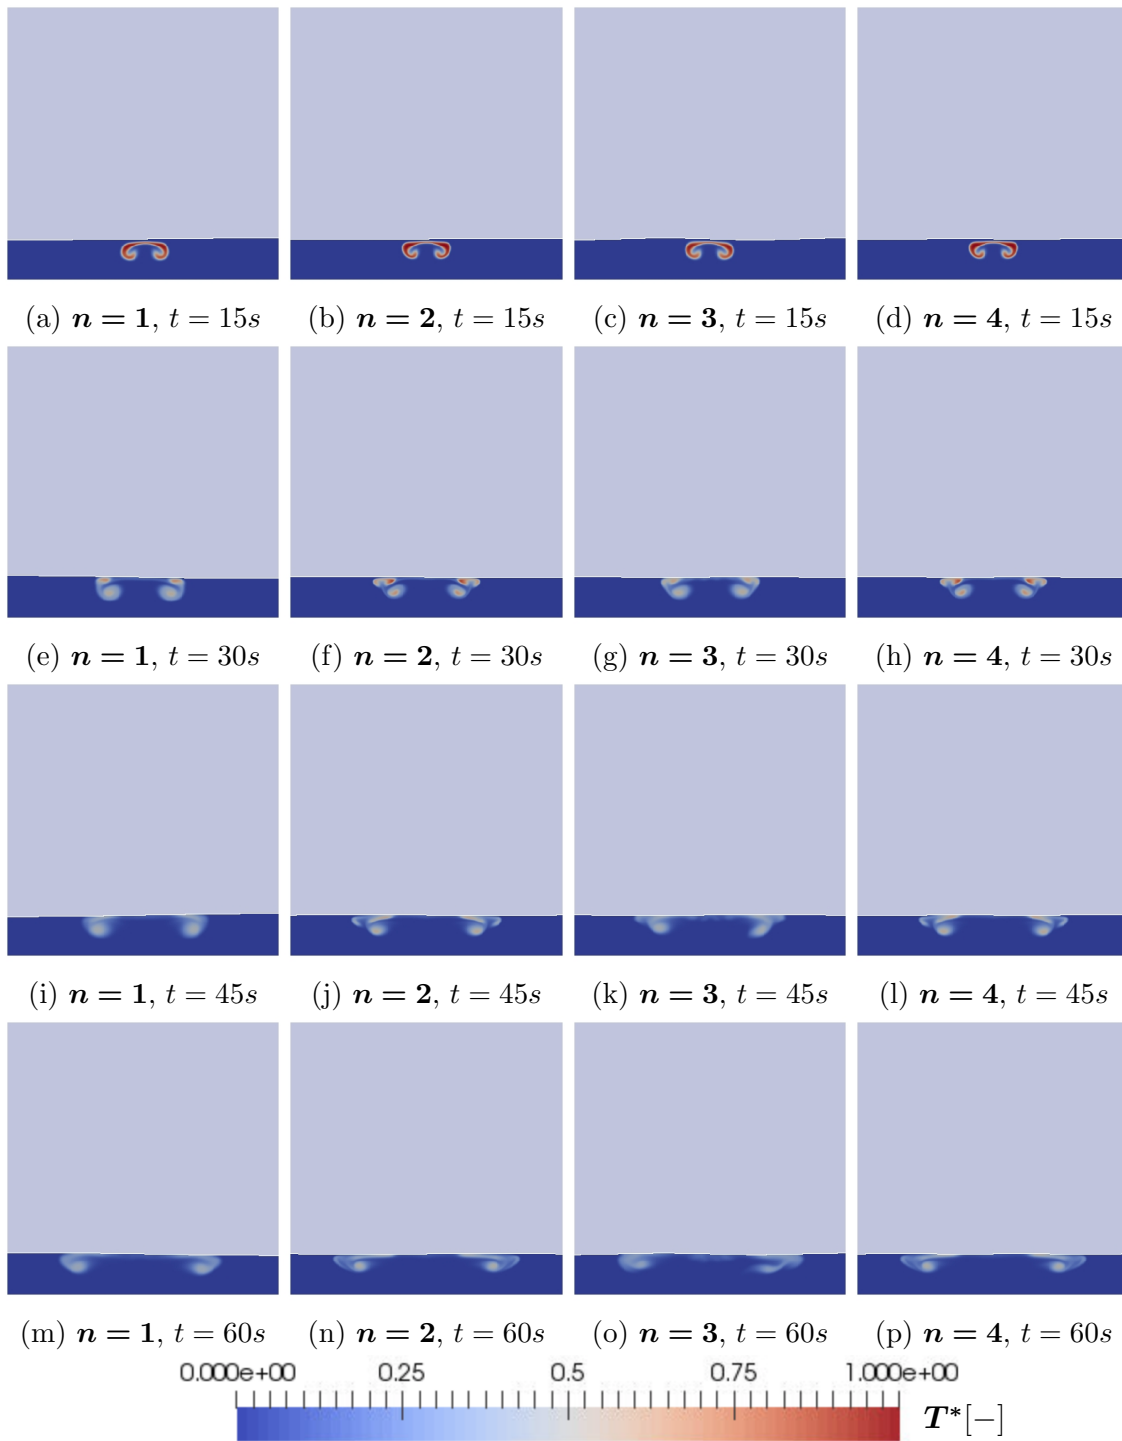 (a) n = 1, t = 15s (b) n = 2, t = 15s (c) n = 3, t = 15s (d) n = 4, t = 15s
(e) n = 1, t = 30s (f) n = 2, t = 30s (g) n = 3, t = 30s (h) n = 4, t = 30s
(i) n = 1, t = 45s (j) n = 2, t = 45s (k) n = 3, t = 45s (l) n = 4, t = 45s
(m) n = 1, t = 60s (n) n = 2, t = 60s (o) n = 3, t = 60s (p) n = 4, t = 60s
0.000e+00 0.25 0.5 0.75 1.000e+00
T*[−]